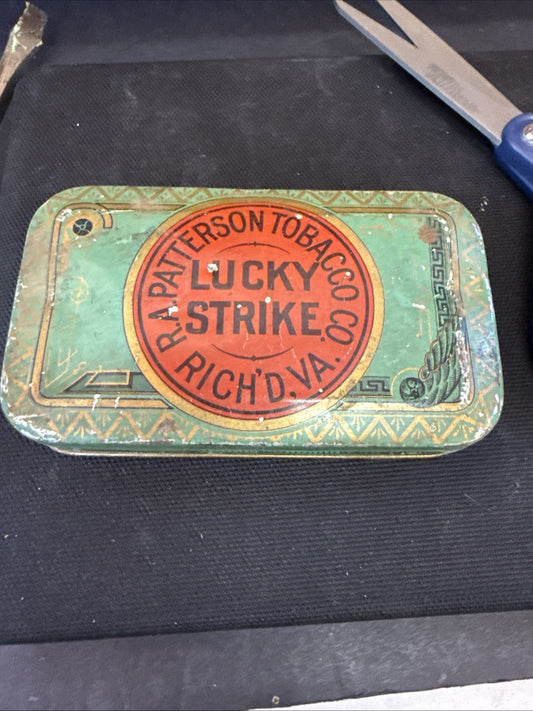 R.A. PATTERSON TOBACCO CO.
LUCKY
STRIKE
RICH'D, VA.